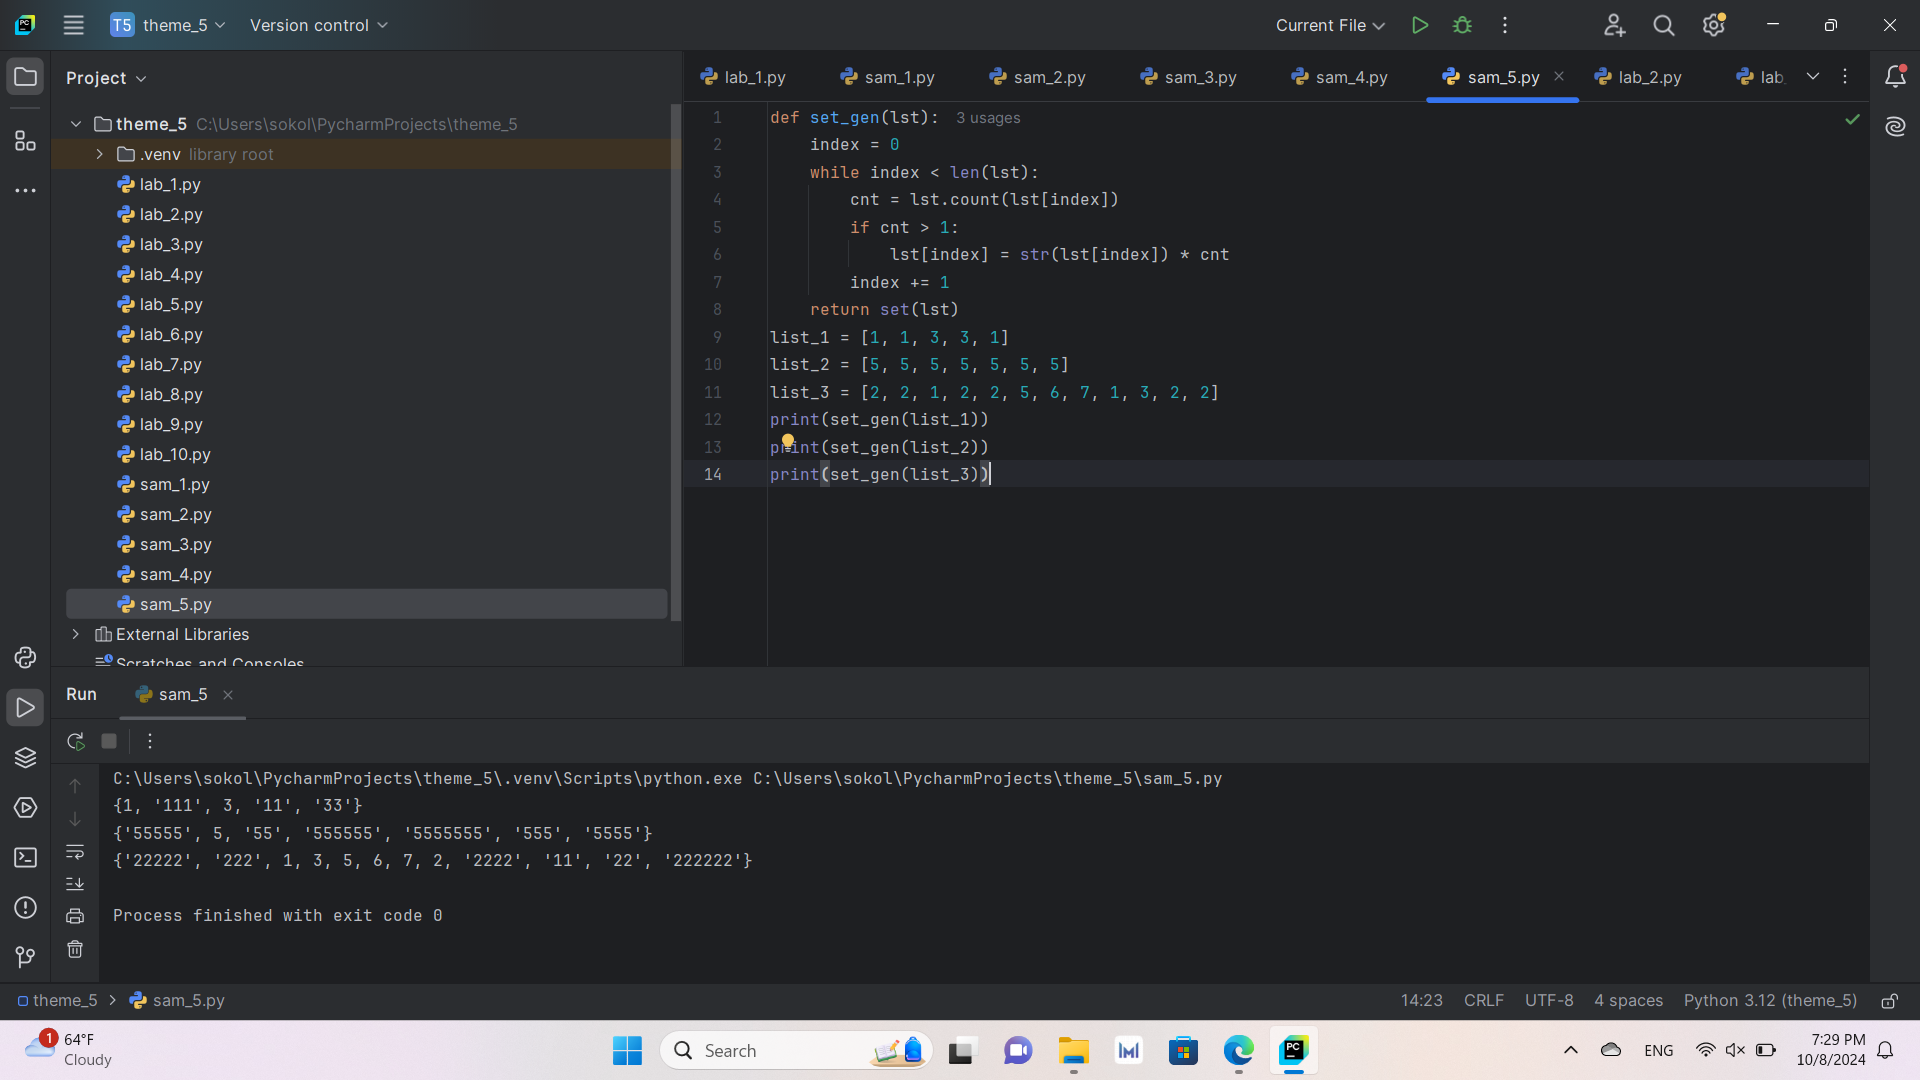 T5 theme_5 Version control Current File
Project
lab_1.py sam_1.py sam_2.py sam_3.py sam_4.py sam_5.py lab_2.py lab_
theme_5 C:\Users\sokol\PycharmProjects\theme_5
.venv library root
lab_1.py
lab_2.py
lab_3.py
lab_4.py
lab_5.py
lab_6.py
lab_7.py
lab_8.py
lab_9.py
lab_10.py
sam_1.py
sam_2.py
sam_3.py
sam_4.py
sam_5.py
External Libraries
Scratches and Consoles
1 def set_gen(lst): 3 usages
2     index = 0
3     while index < len(lst):
4         cnt = lst.count(lst[index])
5         if cnt > 1:
6             lst[index] = str(lst[index]) * cnt
7         index += 1
8     return set(lst)
9 list_1 = [1, 1, 3, 3, 1]
10 list_2 = [5, 5, 5, 5, 5, 5, 5]
11 list_3 = [2, 2, 1, 2, 2, 5, 6, 7, 1, 3, 2, 2]
12 print(set_gen(list_1))
13 print(set_gen(list_2))
14 print(set_gen(list_3))
Run sam_5
C:\Users\sokol\PycharmProjects\theme_5\.venv\Scripts\python.exe C:\Users\sokol\PycharmProjects\theme_5\sam_5.py
{1, '111', 3, '11', '33'}
{'55555', 5, '55', '555555', '5555555', '555', '5555'}
{'22222', '222', 1, 3, 5, 6, 7, 2, '2222', '11', '22', '222222'}
Process finished with exit code 0
theme_5 > sam_5.py 14:23 CRLF UTF-8 4 spaces Python 3.12 (theme_5)
1 64°F
Cloudy
Search
PC
ENG
7:29 PM
10/8/2024